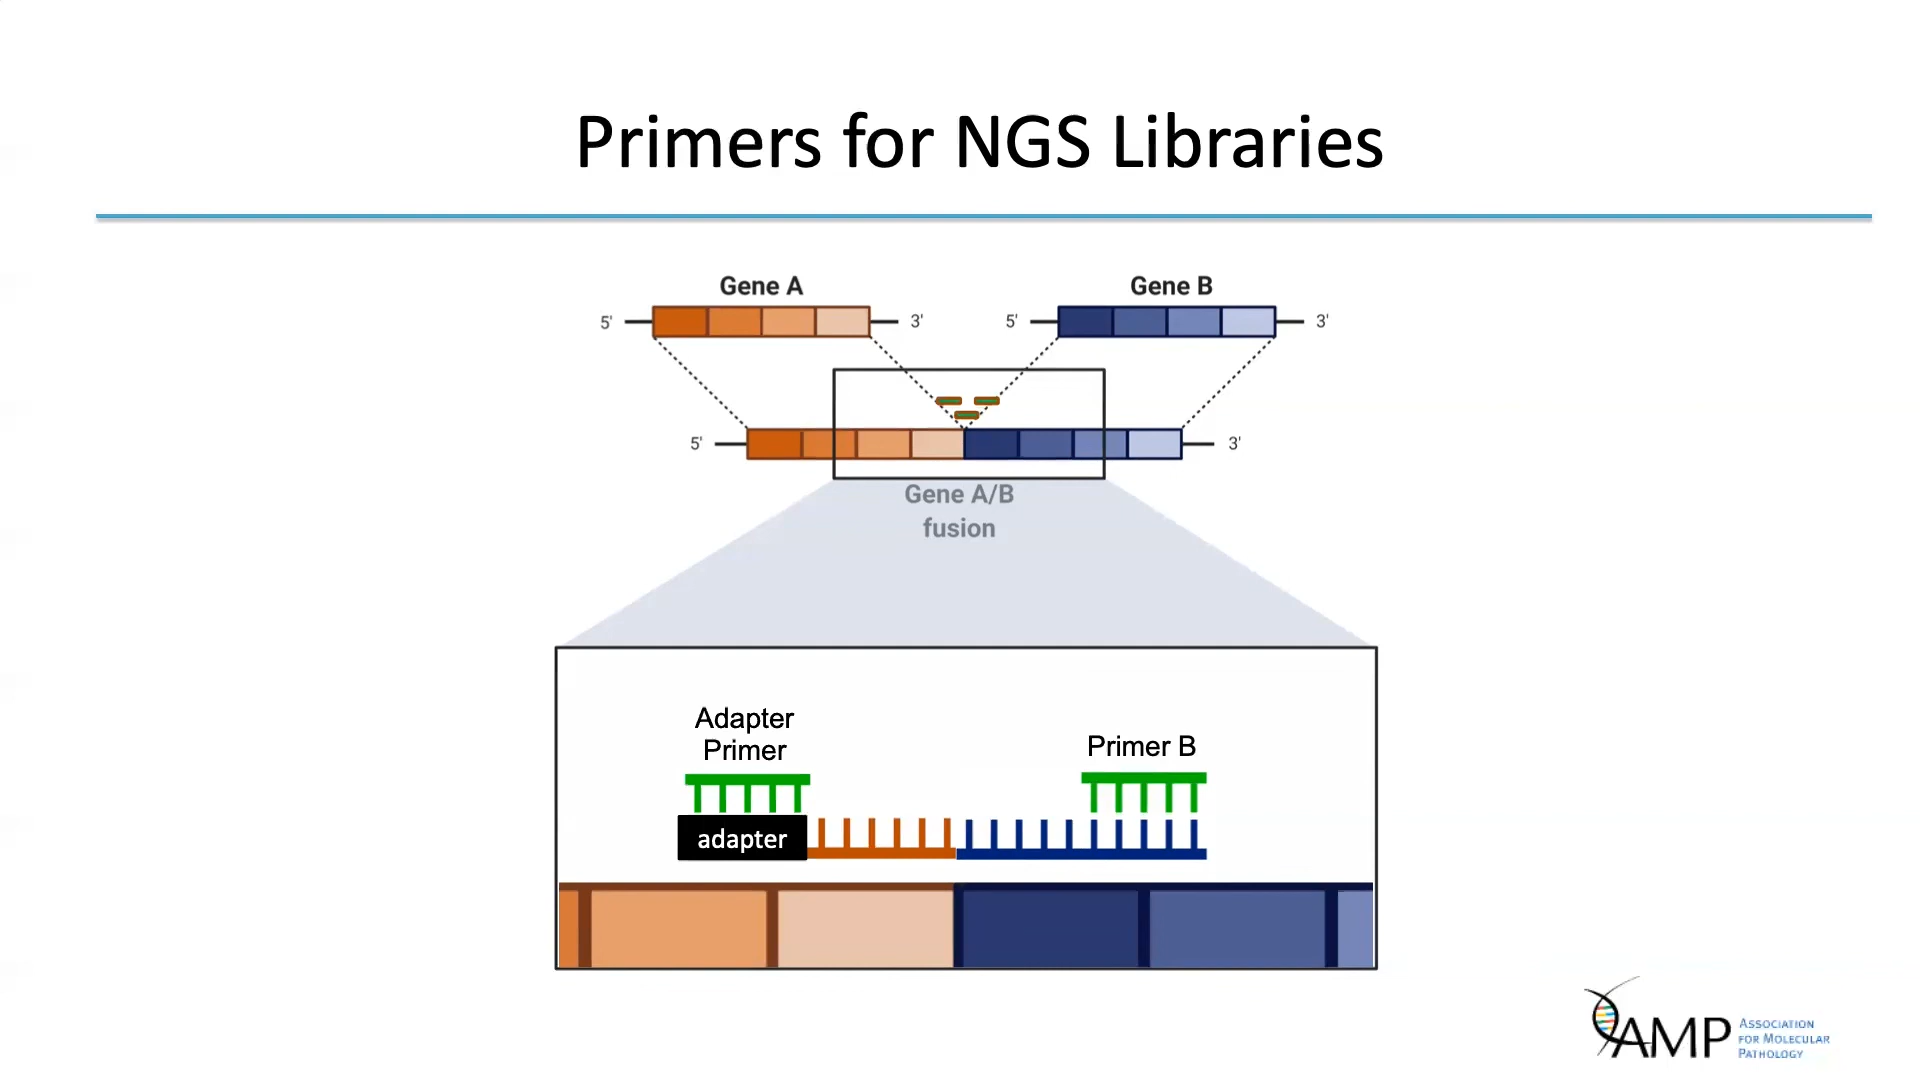 Primers for NGS Libraries
Gene A
Gene B
5'
3'
5'
3'
5'
3'
Gene A/B
fusion
Adapter
Primer
Primer B
adapter
AMP
ASSOCIATION
FOR MOLECULAR
PATHOLOGY